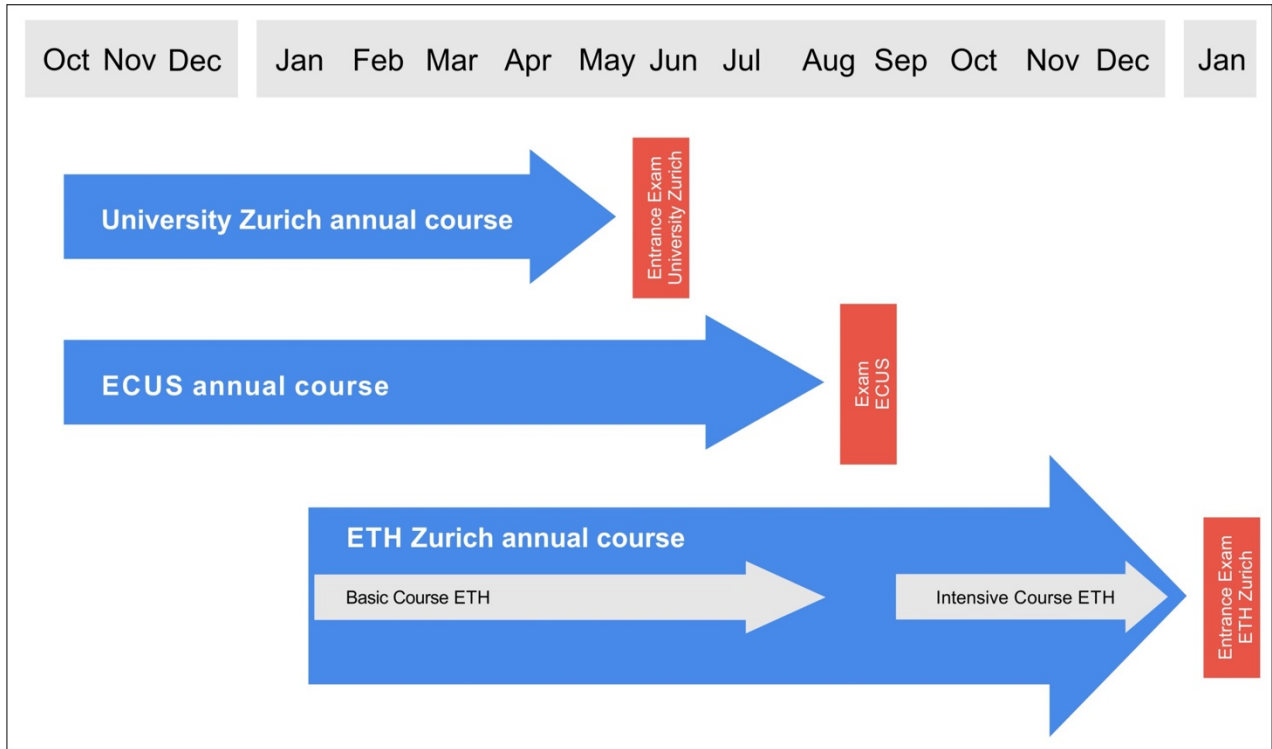 Oct Nov Dec Jan Feb Mar Apr May Jun Jul Aug Sep Oct Nov Dec Jan
University Zurich annual course
Entrance Exam
University Zurich
ECUS annual course
Exam
ECUS
ETH Zurich annual course
Basic Course ETH
Intensive Course ETH
Entrance Exam
ETH Zurich